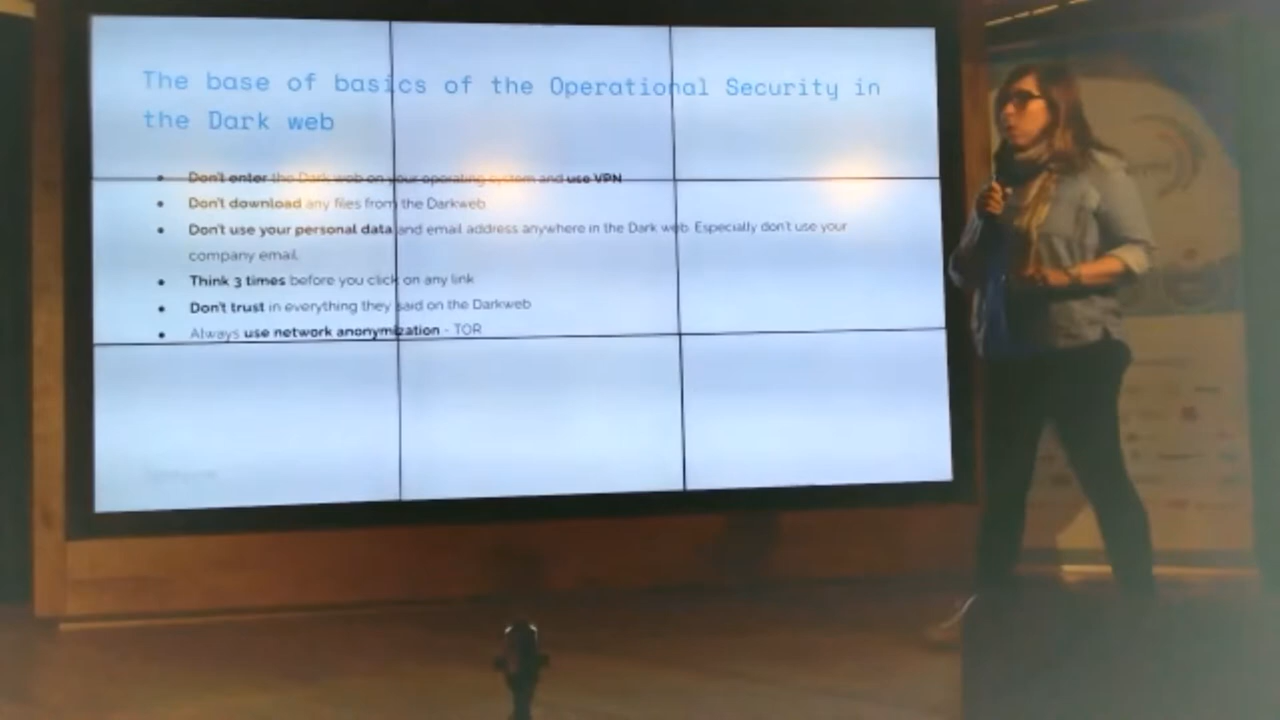 The base of basics of the Operational Security in
the Dark web
• Don't enter the Dark web on your operating system and use VPN
• Don't download any files from the Darkweb
• Don't use your personal data and email address anywhere in the Dark web. Especially don't use your
company email.
• Think 3 times before you click on any link
• Don't trust in everything they said on the Darkweb
• Always use network anonymization - TOR